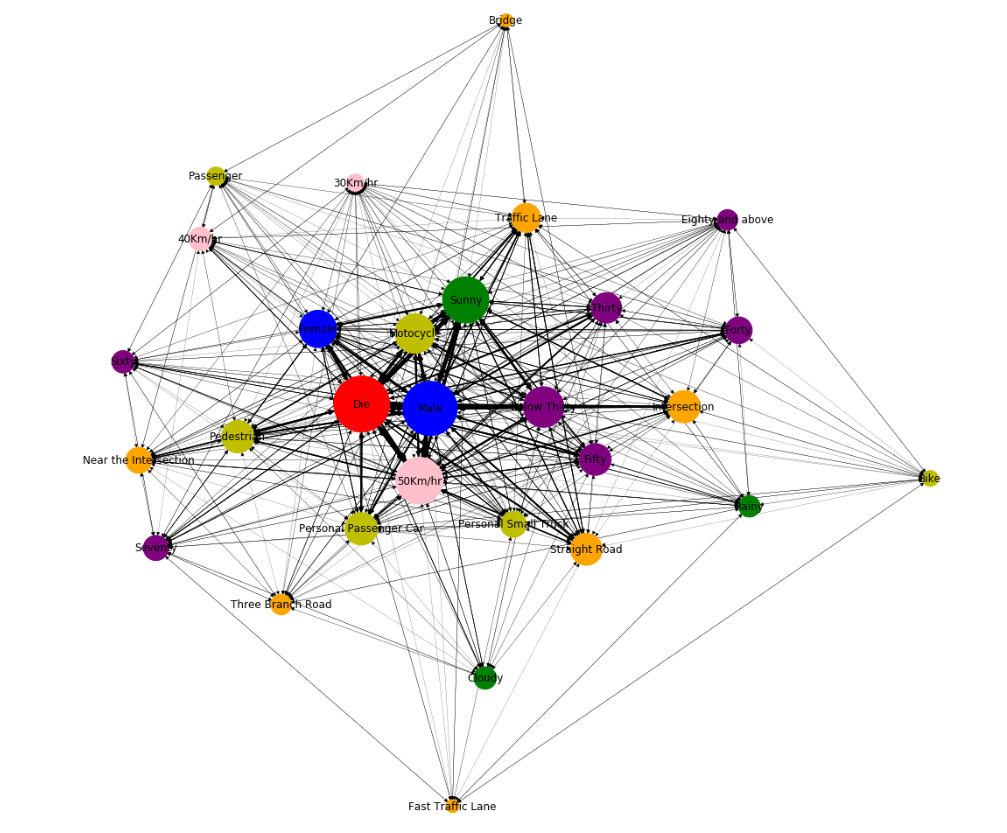 Bridge
Passenger
30Km/hr
Traffic Lane
Eighty and above
40Km/hr
Sunny
Thirty
Female
Motocycle
Forty
Sixty
Die
Male
Below Thirty
Intersection
Pedestrian
Near the Intersection
Fifty
50Km/hr
Bike
Rainy
Personal Passenger Car
Personal Small Truck
Seventy
Straight Road
Three Branch Road
Cloudy
Fast Traffic Lane